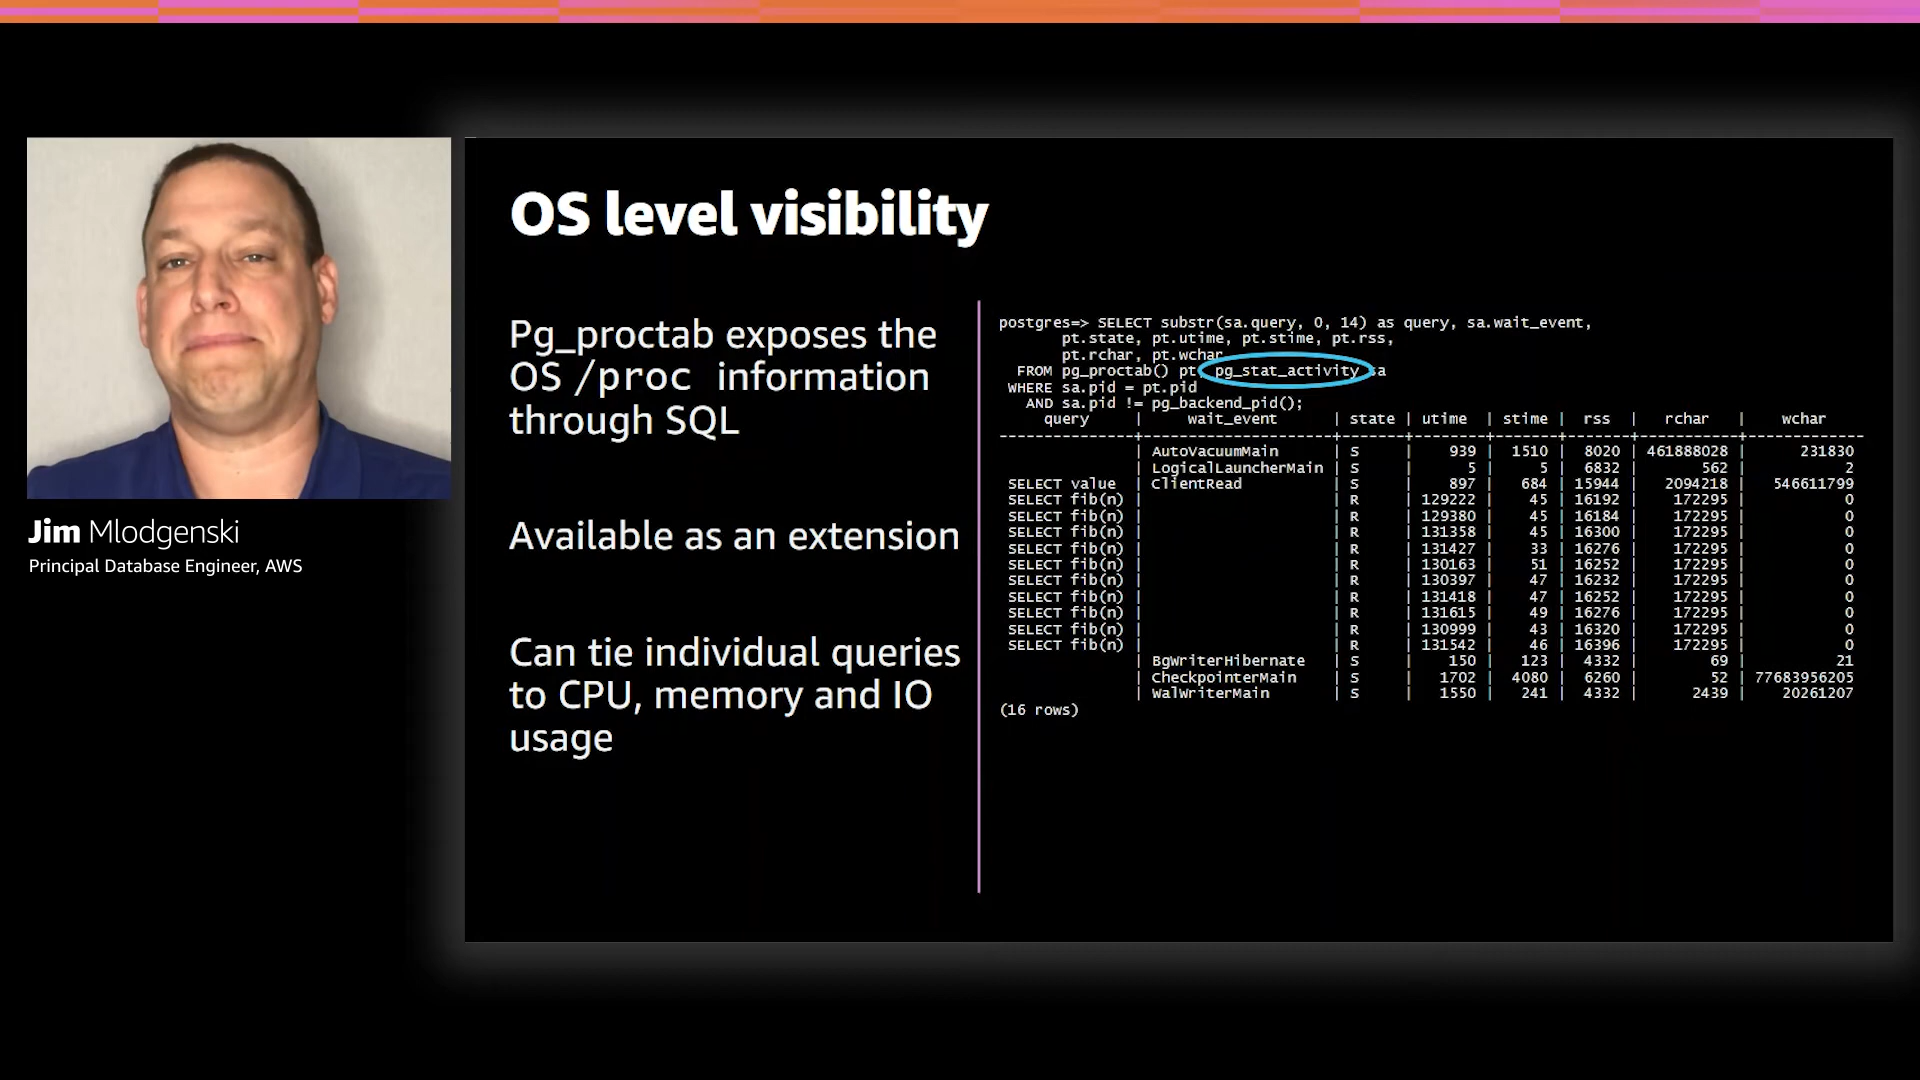 Jim Mlodgenski
Principal Database Engineer, AWS
OS level visibility
Pg_proctab exposes the
OS /proc information
through SQL
Available as an extension
Can tie individual queries
to CPU, memory and IO
usage
postgres=> SELECT substr(sa.query, 0, 14) as query, sa.wait_event,
pt.state, pt.utime, pt.stime, pt.rss,
pt.rchar, pt.wchar
FROM pg_proctab() pt, pg_stat_activity sa
WHERE sa.pid = pt.pid
AND sa.pid != pg_backend_pid();
query | wait_event | state | utime | stime | rss | rchar | wchar
---------------+---------------------+-------+--------+-------+-------+-----------+-------------
| AutoVacuumMain | S | 939 | 1510 | 8020 | 461888028 | 231830
| LogicalLauncherMain | S | 5 | 5 | 6832 | 562 | 2
SELECT value | ClientRead | S | 897 | 684 | 15944 | 2094218 | 546611799
SELECT fib(n) | | R | 129222 | 45 | 16192 | 172295 | 0
SELECT fib(n) | | R | 129380 | 45 | 16184 | 172295 | 0
SELECT fib(n) | | R | 131358 | 45 | 16300 | 172295 | 0
SELECT fib(n) | | R | 131427 | 33 | 16276 | 172295 | 0
SELECT fib(n) | | R | 130163 | 51 | 16252 | 172295 | 0
SELECT fib(n) | | R | 130397 | 47 | 16232 | 172295 | 0
SELECT fib(n) | | R | 131418 | 47 | 16252 | 172295 | 0
SELECT fib(n) | | R | 131615 | 49 | 16276 | 172295 | 0
SELECT fib(n) | | R | 130999 | 43 | 16320 | 172295 | 0
SELECT fib(n) | | R | 131542 | 46 | 16396 | 172295 | 0
| BgWriterHibernate | S | 150 | 123 | 4332 | 69 | 21
| CheckpointerMain | S | 1702 | 4080 | 6260 | 52 | 77683956205
| WalWriterMain | S | 1550 | 241 | 4332 | 2439 | 20261207
(16 rows)